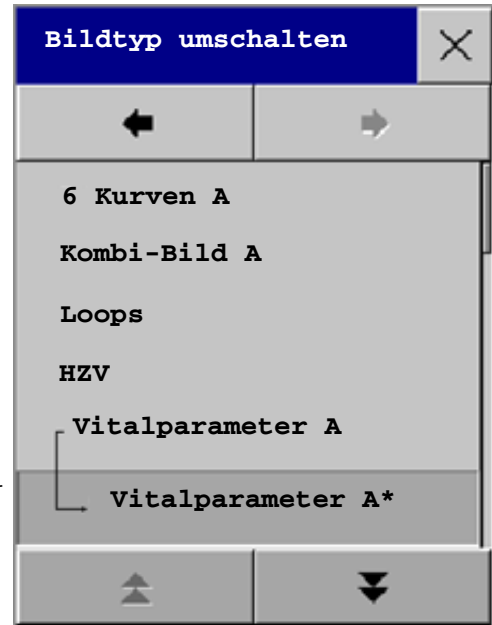 Bildtyp umschalten
6 Kurven A
Kombi-Bild A
Loops
HZV
Vitalparameter A
Vitalparameter A*